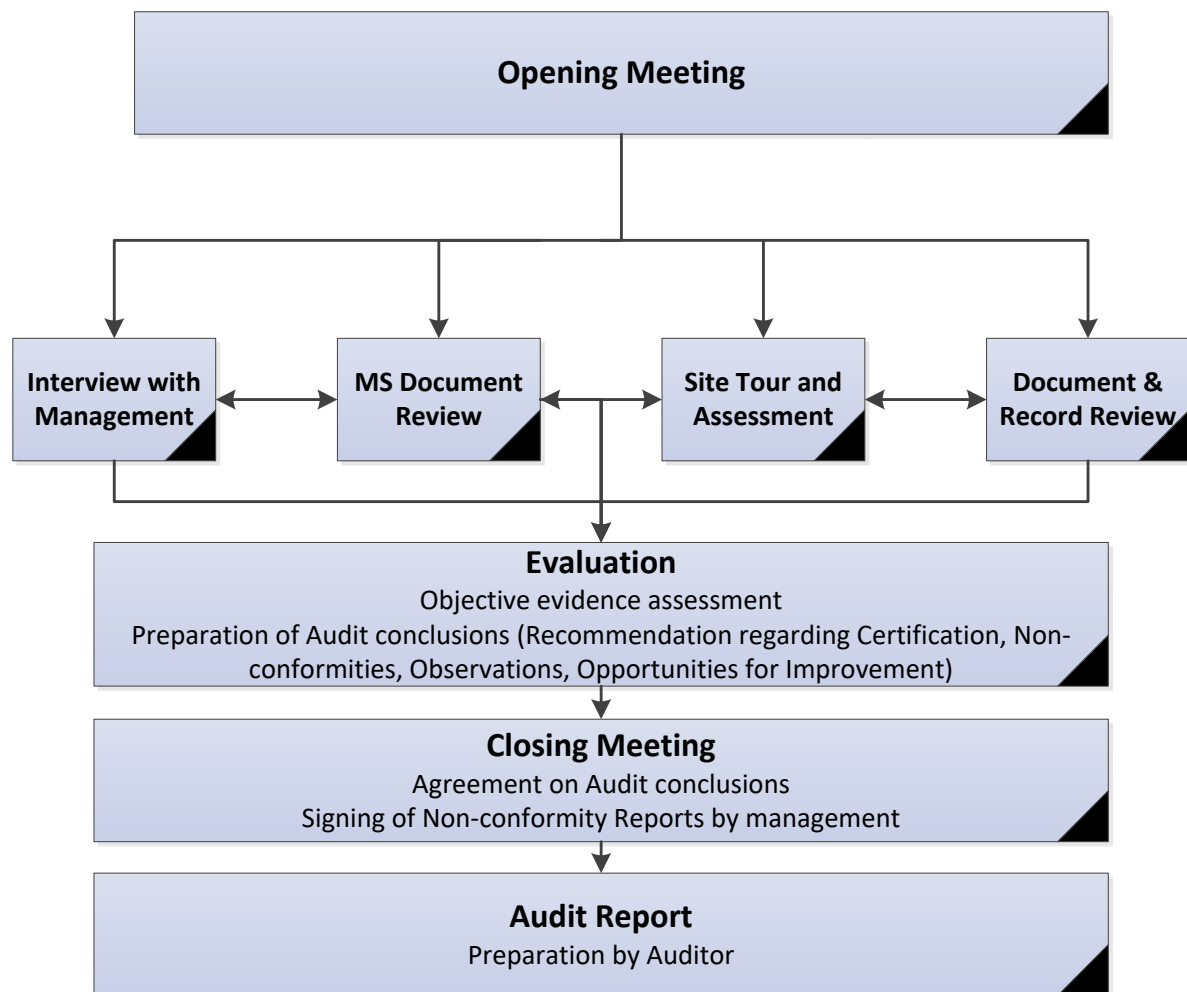 Opening Meeting
Interview with
Management
MS Document
Review
Site Tour and
Assessment
Document &
Record Review
Evaluation
Objective evidence assessment
Preparation of Audit conclusions (Recommendation regarding Certification, Non-
conformities, Observations, Opportunities for Improvement)
Closing Meeting
Agreement on Audit conclusions
Signing of Non-conformity Reports by management
Audit Report
Preparation by Auditor